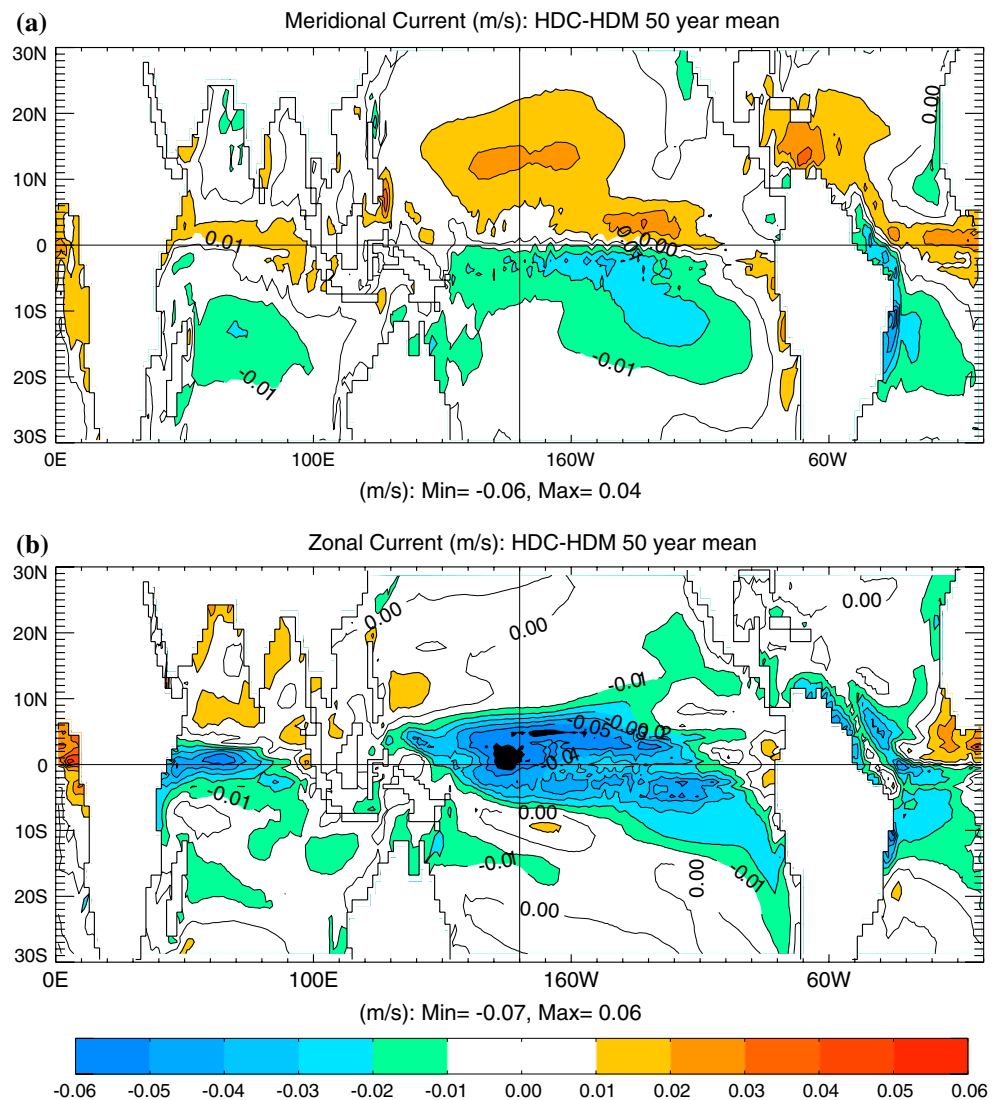 (a) Meridional Current (m/s): HDC-HDM 50 year mean
30N
20N
10N
0
10S
20S
30S
0.00
0.01
0.00
-0.01
-0.01
0E 100E 160W 60W
(m/s): Min= -0.06, Max= 0.04
(b) Zonal Current (m/s): HDC-HDM 50 year mean
30N
20N
10N
0
10S
20S
30S
0.00
0.00
0.00
-0.01
-0.05
-0.04
-0.01
0.00
-0.01
0.00
-0.01
0.00
0E 100E 160W 60W
(m/s): Min= -0.07, Max= 0.06
-0.06 -0.05 -0.04 -0.03 -0.02 -0.01 0.00 0.01 0.02 0.03 0.04 0.05 0.06